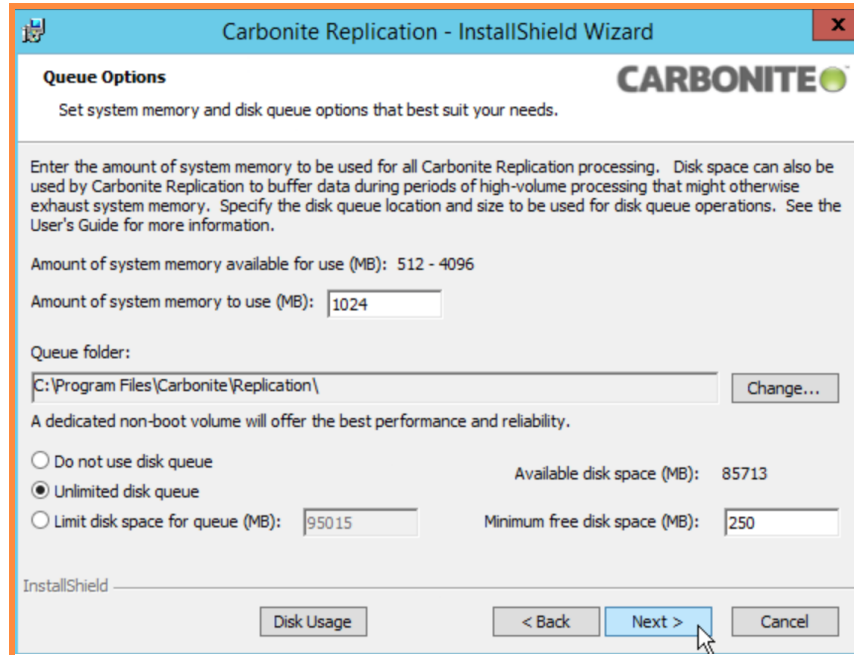 Carbonite Replication - InstallShield Wizard
x
Queue Options
CARBONITE
Set system memory and disk queue options that best suit your needs.
Enter the amount of system memory to be used for all Carbonite Replication processing. Disk space can also be
used by Carbonite Replication to buffer data during periods of high-volume processing that might otherwise
exhaust system memory. Specify the disk queue location and size to be used for disk queue operations. See the
User's Guide for more information.
Amount of system memory available for use (MB): 512 - 4096
Amount of system memory to use (MB): 1024
Queue folder:
C:\Program Files\Carbonite\Replication\ Change...
A dedicated non-boot volume will offer the best performance and reliability.
Do not use disk queue
Available disk space (MB): 85713
Unlimited disk queue
Limit disk space for queue (MB): 95015 Minimum free disk space (MB): 250
InstallShield
Disk Usage < Back Next > Cancel